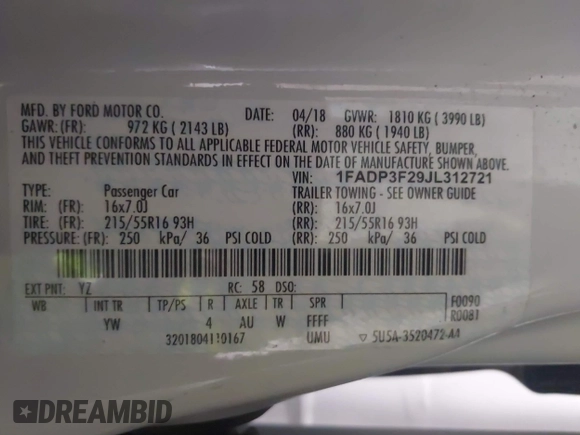 MFD. BY FORD MOTOR CO. DATE: 04/18 GVWR: 1810 KG ( 3990 LB)
GAWR: (FR): 972 KG ( 2143 LB) (RR): 880 KG ( 1940 LB)
THIS VEHICLE CONFORMS TO ALL APPLICABLE FEDERAL MOTOR VEHICLE SAFETY, BUMPER,
AND THEFT PREVENTION STANDARDS IN EFFECT ON THE DATE OF MANUFACTURE SHOWN ABOVE.
VIN: 1FADP3F29JL312721
TYPE: Passenger Car TRAILER TOWING - SEE OWNER GUIDE
RIM: (FR) 16x7.0J (RR): 16x7.0J
TIRE: (FR): 215/55R16 93H (RR): 215/55R16 93H
PRESSURE: (FR): 250 kPa/ 36 PSI COLD (RR): 250 kPa/ 36 PSI COLD
EXT PNT: YZ RC: 58 DSO:
WB INT TR TP/PS R AXLE TR SPR F0090
YW 4 AU W FFFF R0081
UMU ▽ 5U5A-3520472-AA
DREAMBID